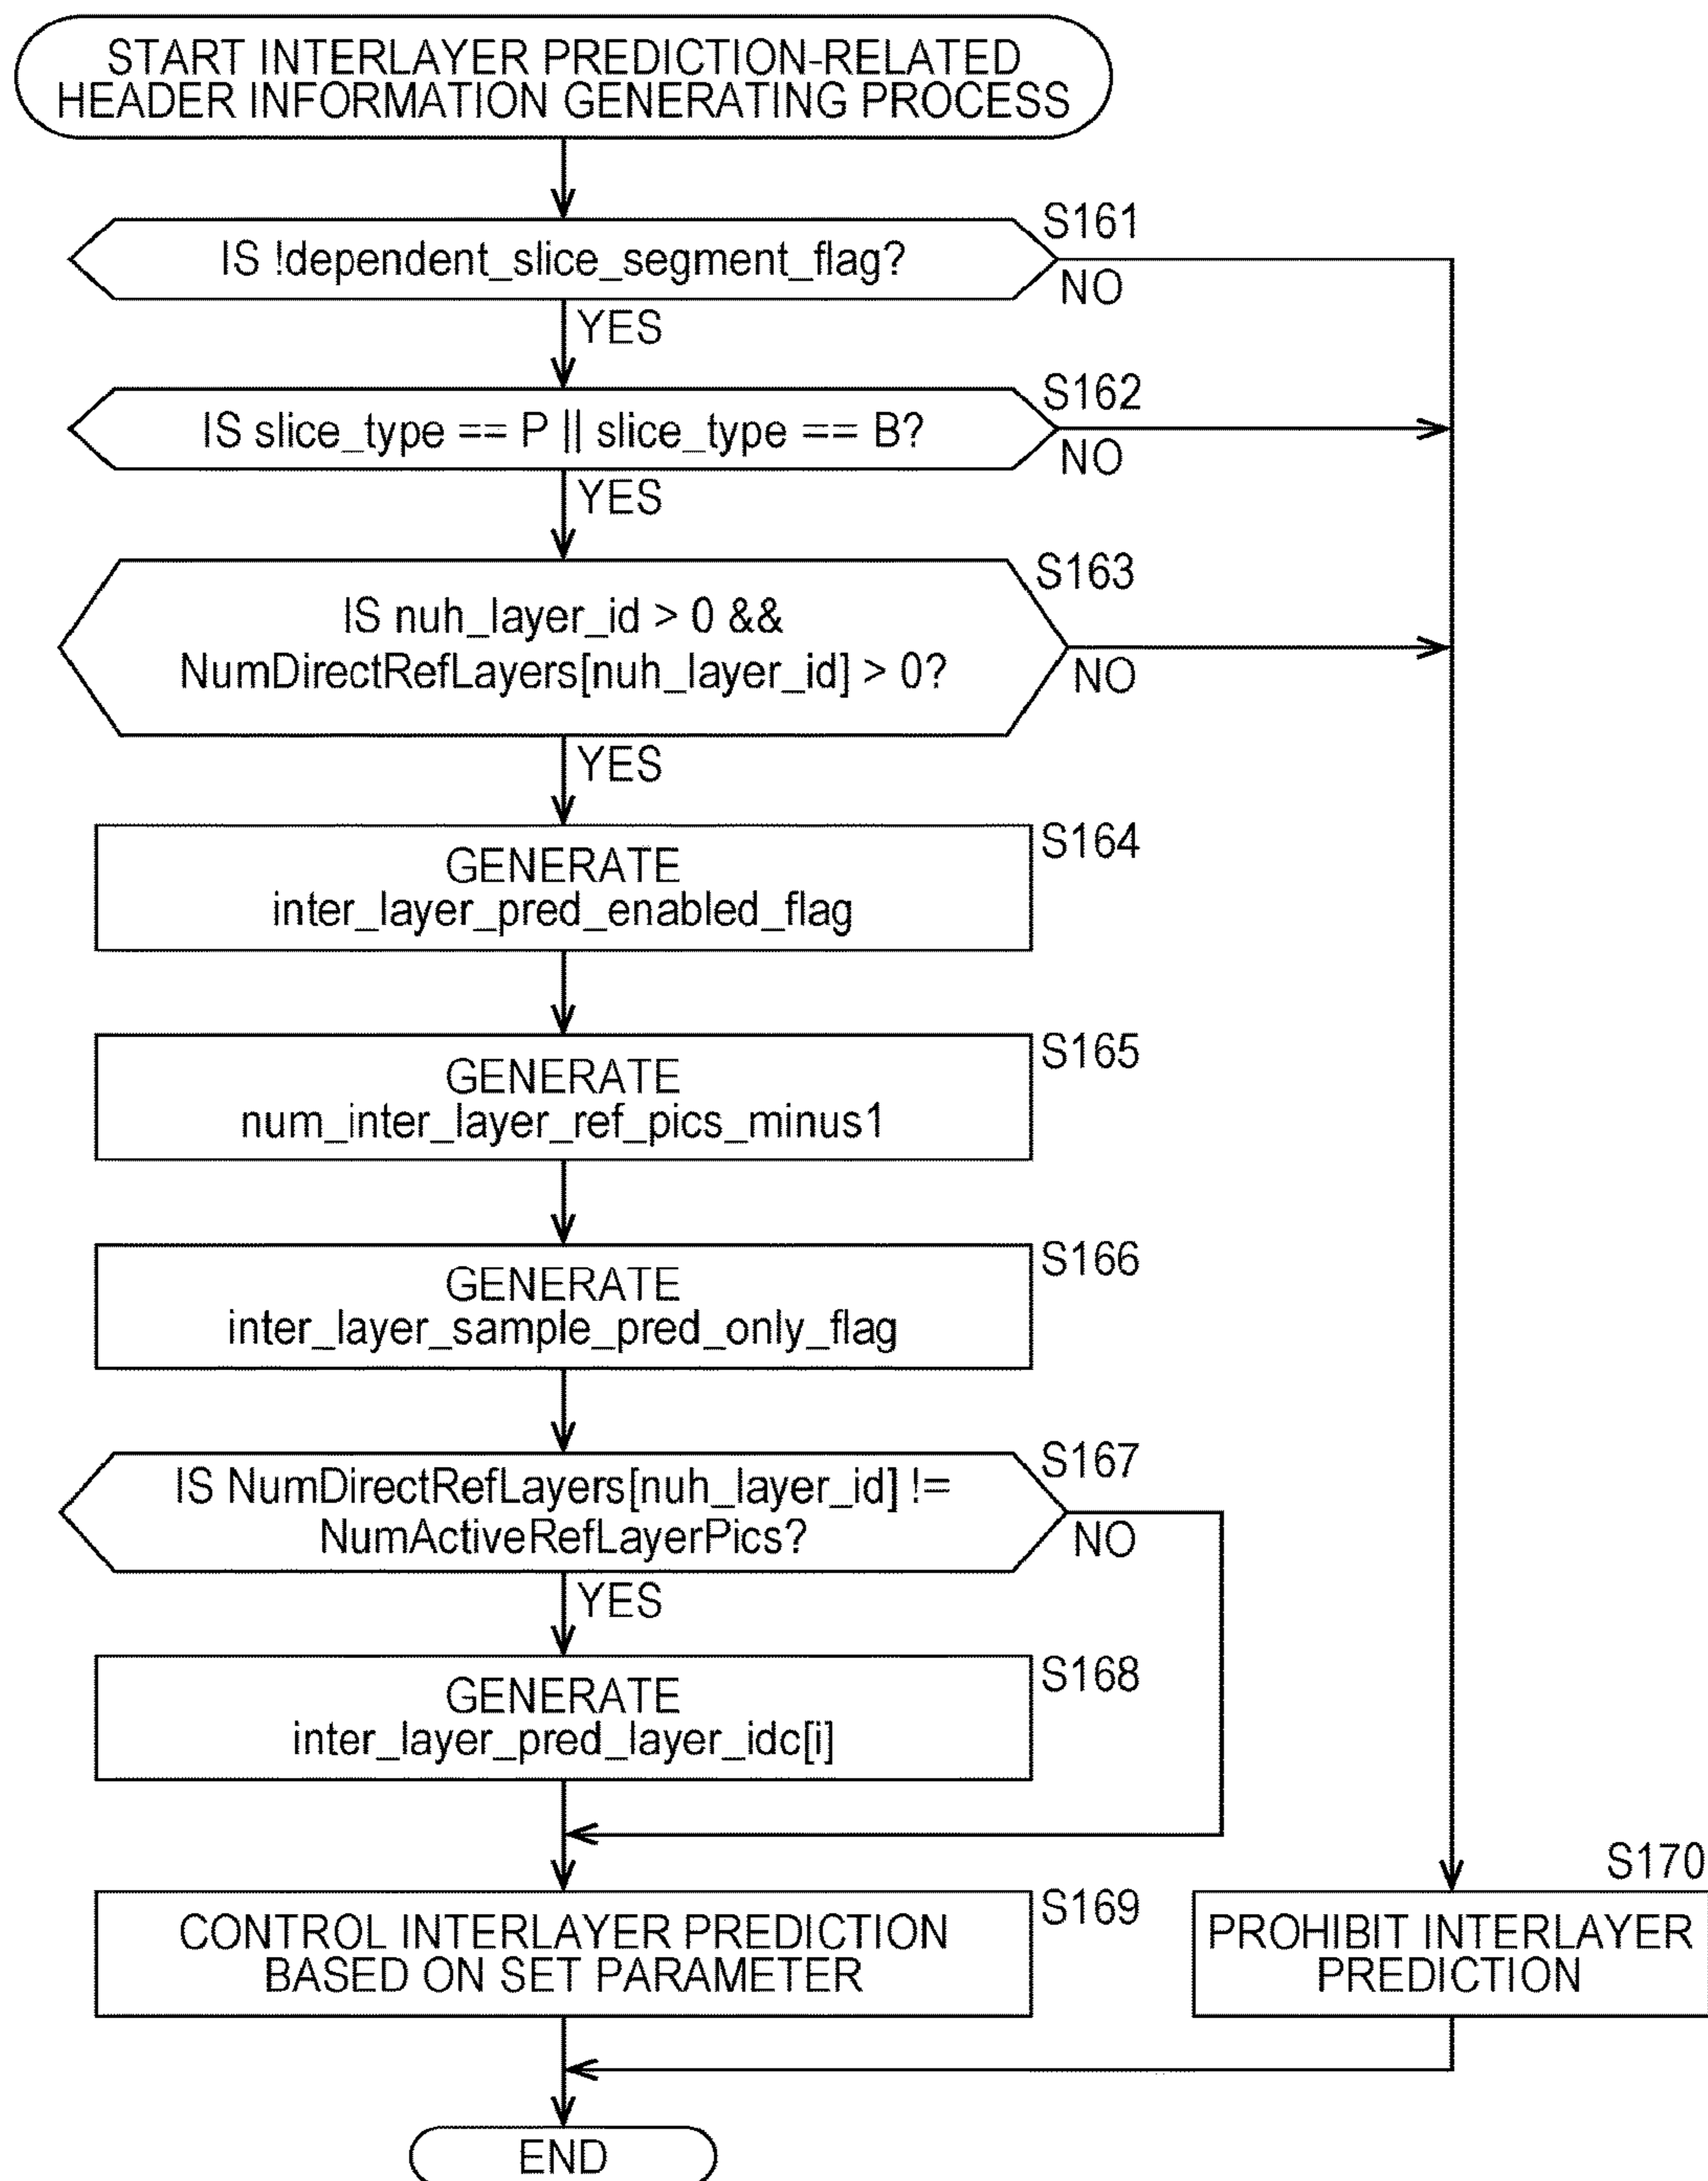 START INTERLAYER PREDICTION-RELATED
HEADER INFORMATION GENERATING PROCESS
S161
IS !dependent_slice_segment_flag?
NO
YES
S162
IS slice_type == P || slice_type == B?
NO
YES
S163
IS nuh_layer_id > 0 &&
NumDirectRefLayers[nuh_layer_id] > 0?
NO
YES
S164
GENERATE
inter_layer_pred_enabled_flag
S165
GENERATE
num_inter_layer_ref_pics_minus1
S166
GENERATE
inter_layer_sample_pred_only_flag
S167
IS NumDirectRefLayers[nuh_layer_id] !=
NumActiveRefLayerPics?
NO
YES
S168
GENERATE
inter_layer_pred_layer_idc[i]
S169
CONTROL INTERLAYER PREDICTION
BASED ON SET PARAMETER
S170
PROHIBIT INTERLAYER
PREDICTION
END